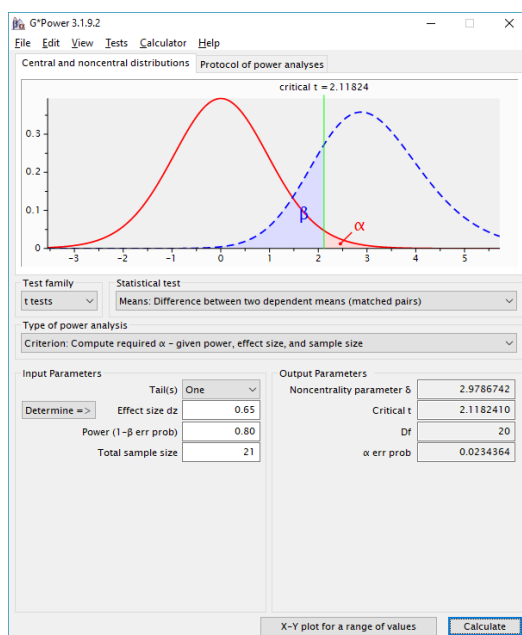 G*Power 3.1.9.2
File Edit View Tests Calculator Help
Central and noncentral distributions Protocol of power analyses
critical t = 2.11824
0.3
0.2
0.1
0
-3 -2 -1 0 1 2 3 4 5
β
α
Test family Statistical test
t tests Means: Difference between two dependent means (matched pairs)
Type of power analysis
Criterion: Compute required α – given power, effect size, and sample size
Input Parameters Output Parameters
Tail(s) One Noncentrality parameter δ 2.9786742
Determine => Effect size dz 0.65 Critical t 2.1182410
Power (1-β err prob) 0.80 Df 20
Total sample size 21 α err prob 0.0234364
X-Y plot for a range of values Calculate